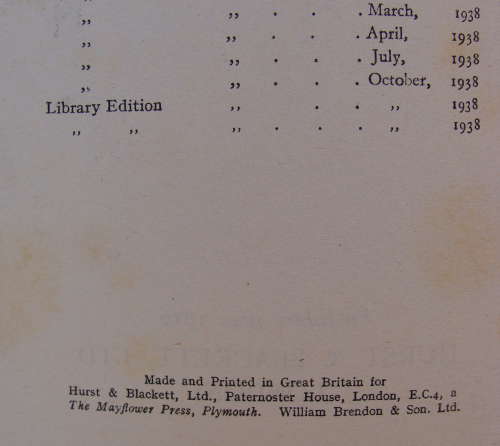 „ „ . . . March, 1938
„ „ . . . April, 1938
„ „ . . . July, 1938
„ „ . . . October, 1938
Library Edition „ . . „ 1938
„ „ „ . . . „ 1938
Made and Printed in Great Britain for
Hurst & Blackett, Ltd., Paternoster House, London, E.C.4,
The Mayflower Press, Plymouth. William Brendon & Son. Ltd.